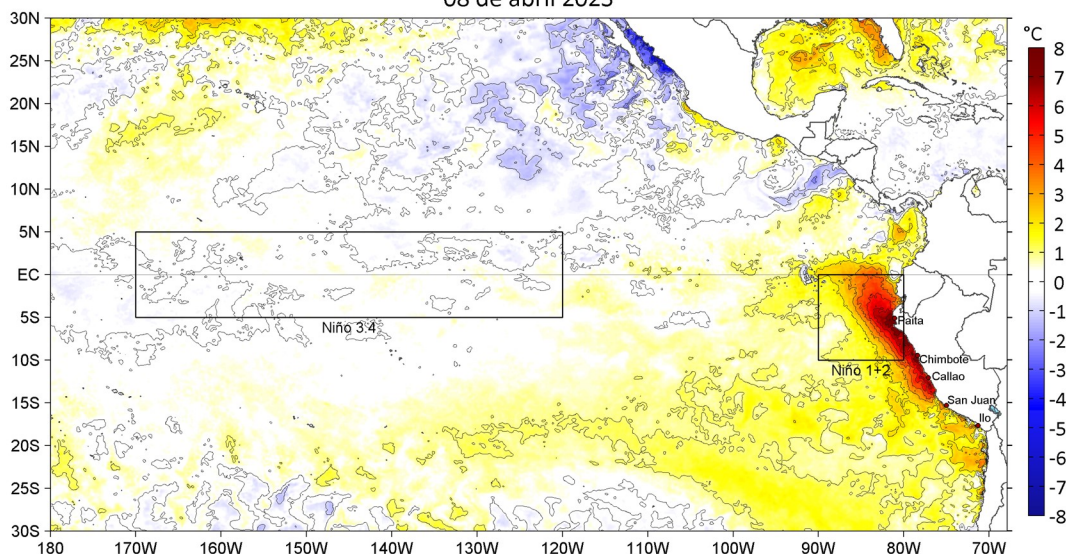 08 de abril 2023
30N
25N
20N
15N
10N
5N
EC
5S
10S
15S
20S
25S
30S
180
170W
160W
150W
140W
130W
120W
110W
100W
90W
80W
70W
Niño 3.4
Niño 1+2
Paita
Chimbote
Callao
San Juan
Ilo
°C
8
7
6
5
4
3
2
1
0
-1
-2
-3
-4
-5
-6
-7
-8